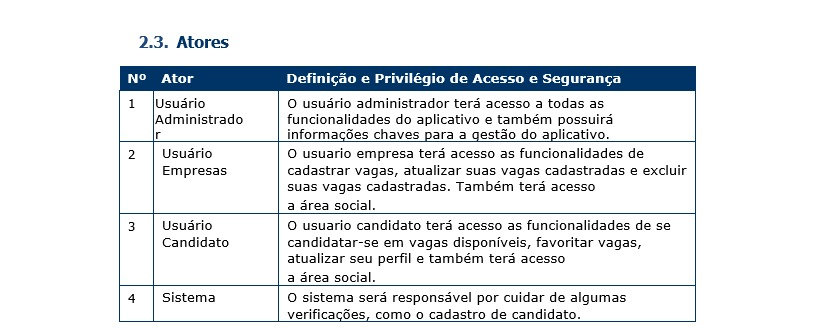 2.3. Atores
Nº Ator Definição e Privilégio de Acesso e Segurança
1 Usuário Administrado r O usuário administrador terá acesso a todas as
funcionalidades do aplicativo e também possuirá
informações chaves para a gestão do aplicativo.
2 Usuário Empresas O usuario empresa terá acesso as funcionalidades de
cadastrar vagas, atualizar suas vagas cadastradas e excluir
suas vagas cadastradas. Também terá acesso
a área social.
3 Usuário Candidato O usuario candidato terá acesso as funcionalidades de se
candidatar-se em vagas disponíveis, favoritar vagas,
atualizar seu perfil e também terá acesso
a área social.
4 Sistema O sistema será responsável por cuidar de algumas
verificações, como o cadastro de candidato.